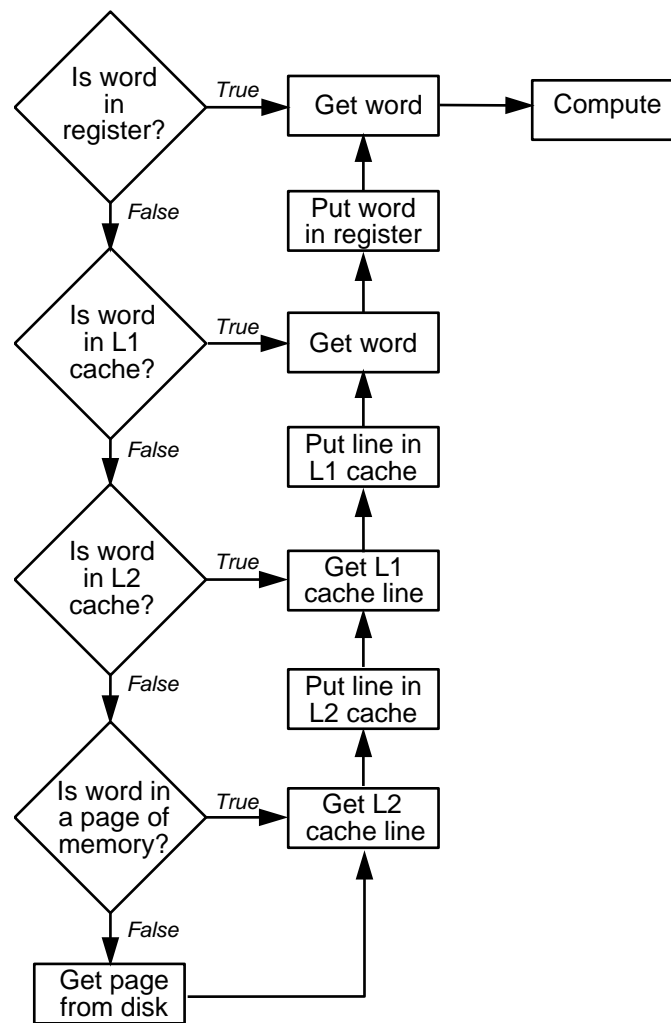 Is word
in
register?
True
Get word
Compute
False
Put word
in register
Is word
in L1
cache?
True
Get word
False
Put line in
L1 cache
Is word
in L2
cache?
True
Get L1
cache line
False
Put line in
L2 cache
Is word in
a page of
memory?
True
Get L2
cache line
False
Get page
from disk